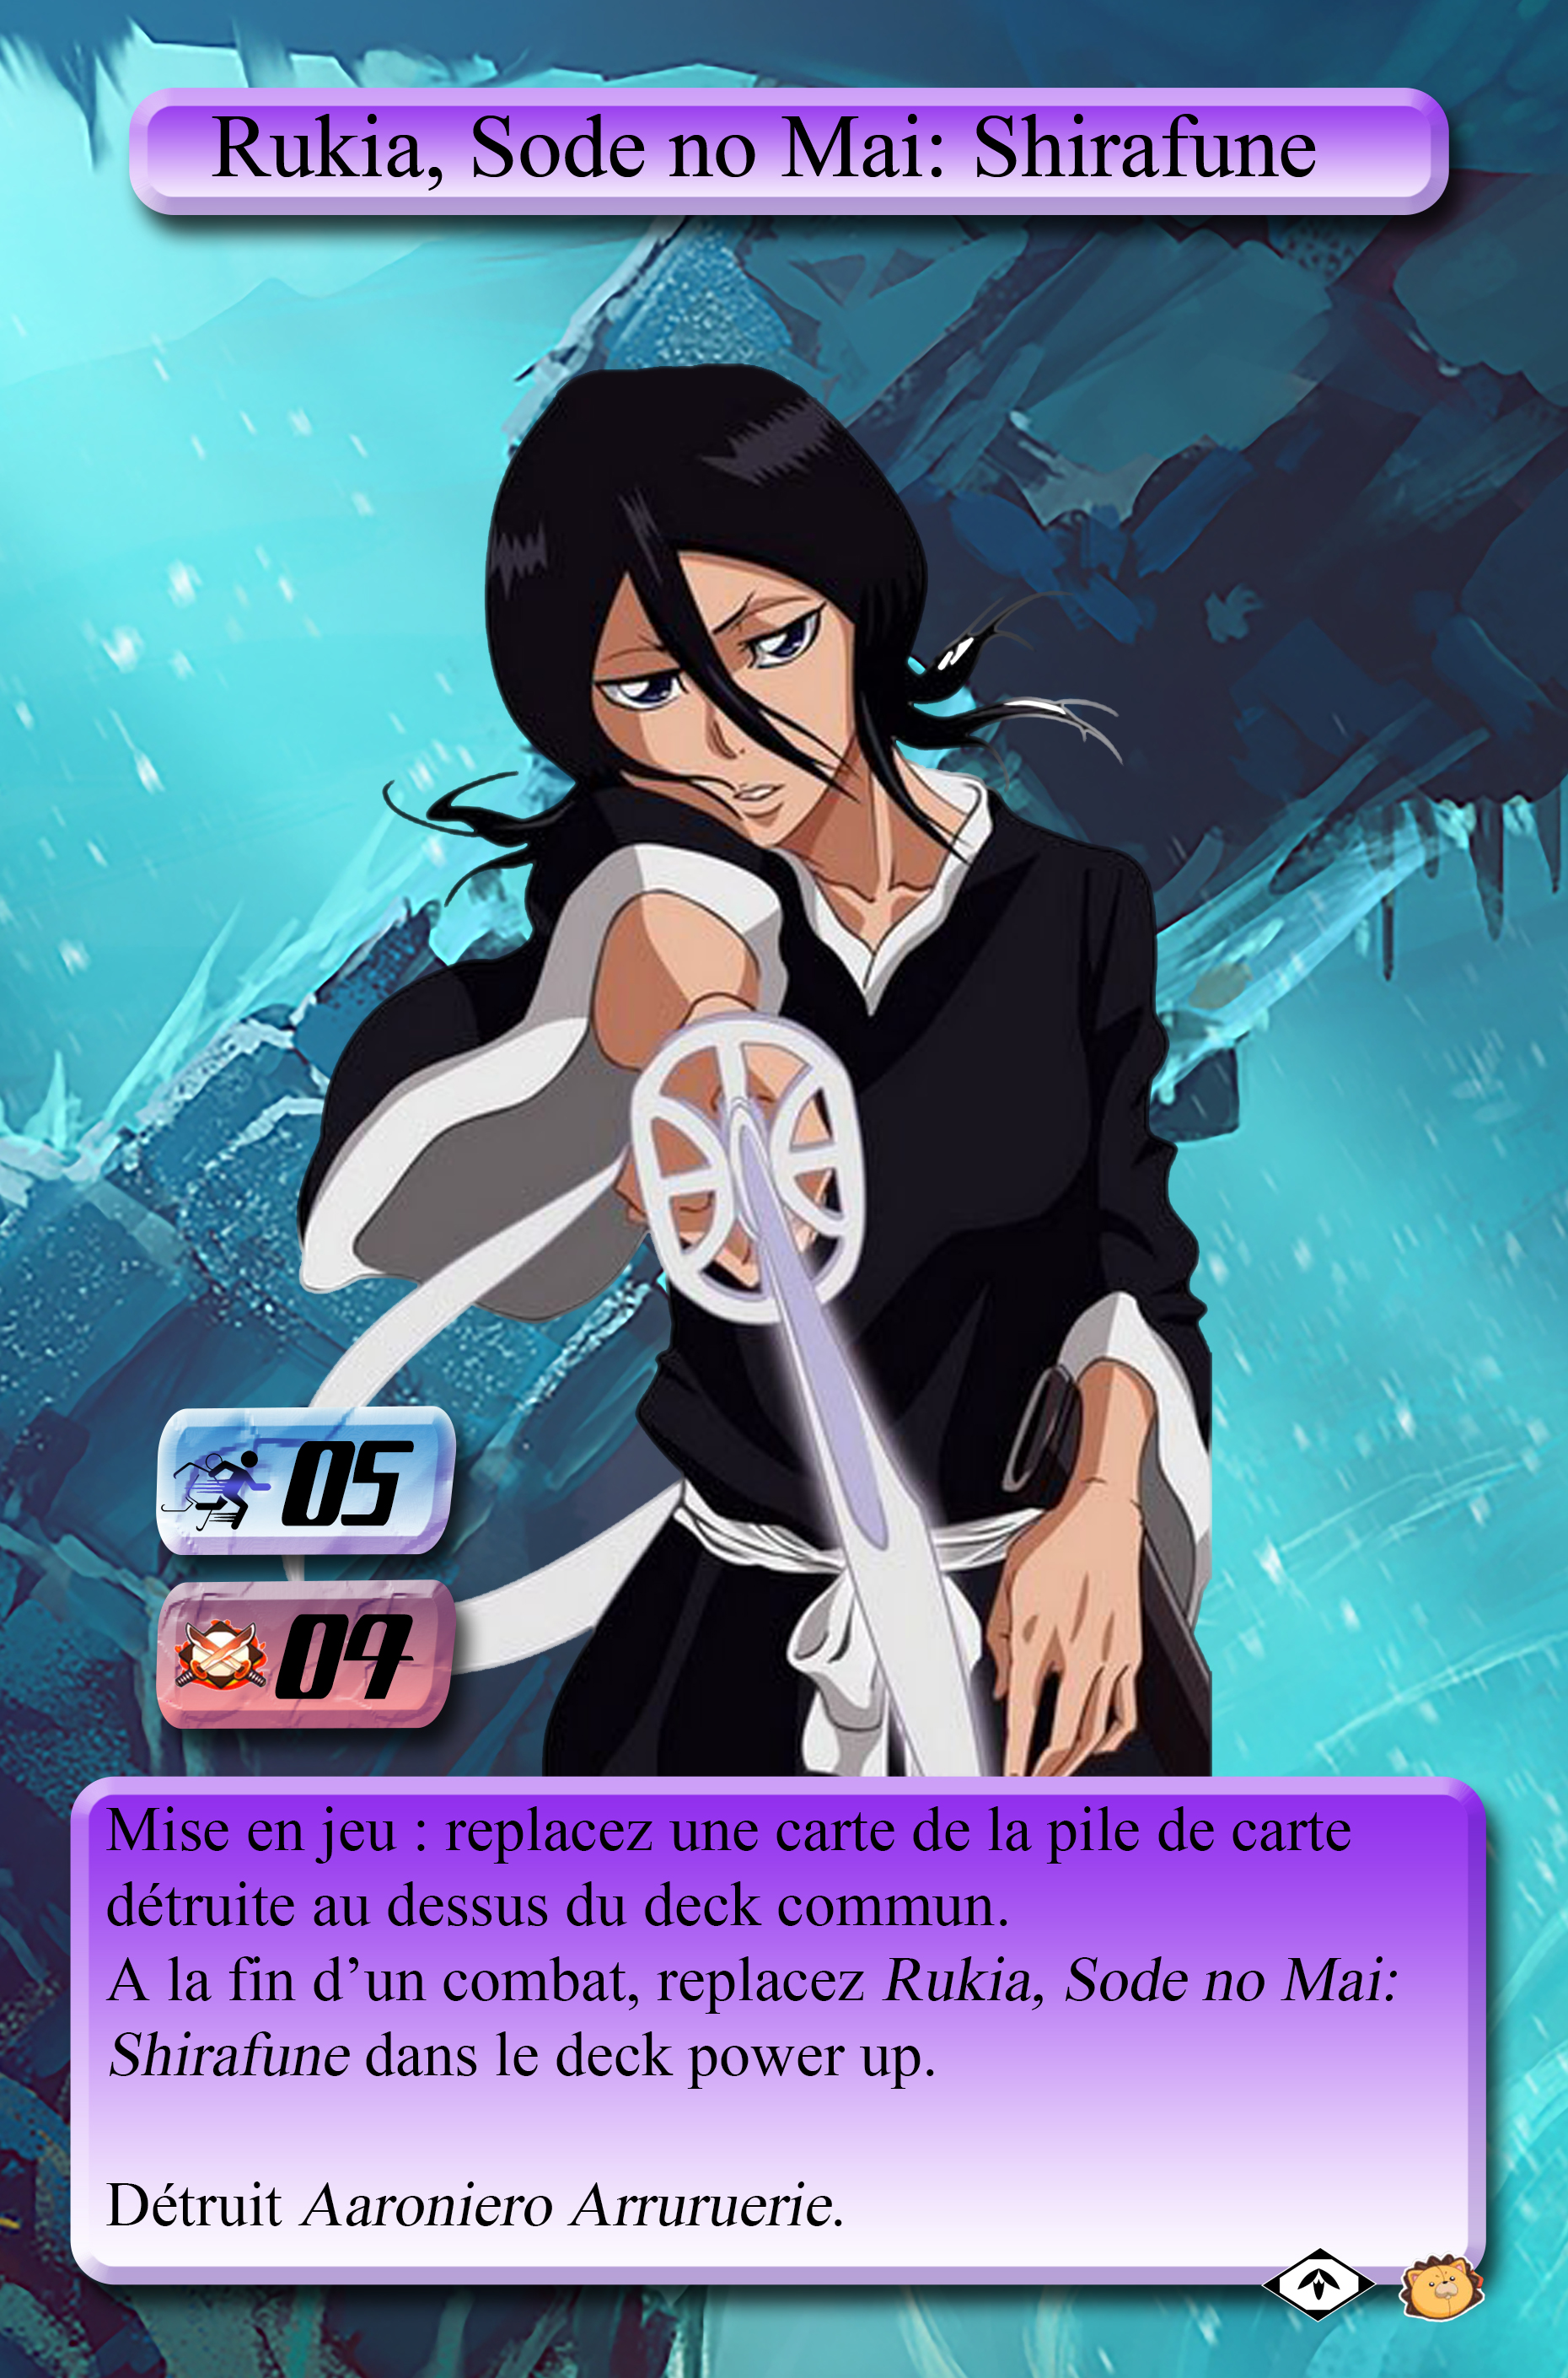 Rukia, Sode no Mai: Shirafune
05
04
Mise en jeu : replacez une carte de la pile de carte
détruite au dessus du deck commun.
A la fin d’un combat, replacez Rukia, Sode no Mai:
Shirafune dans le deck power up.
Détruit Aaroniero Arruruerie.